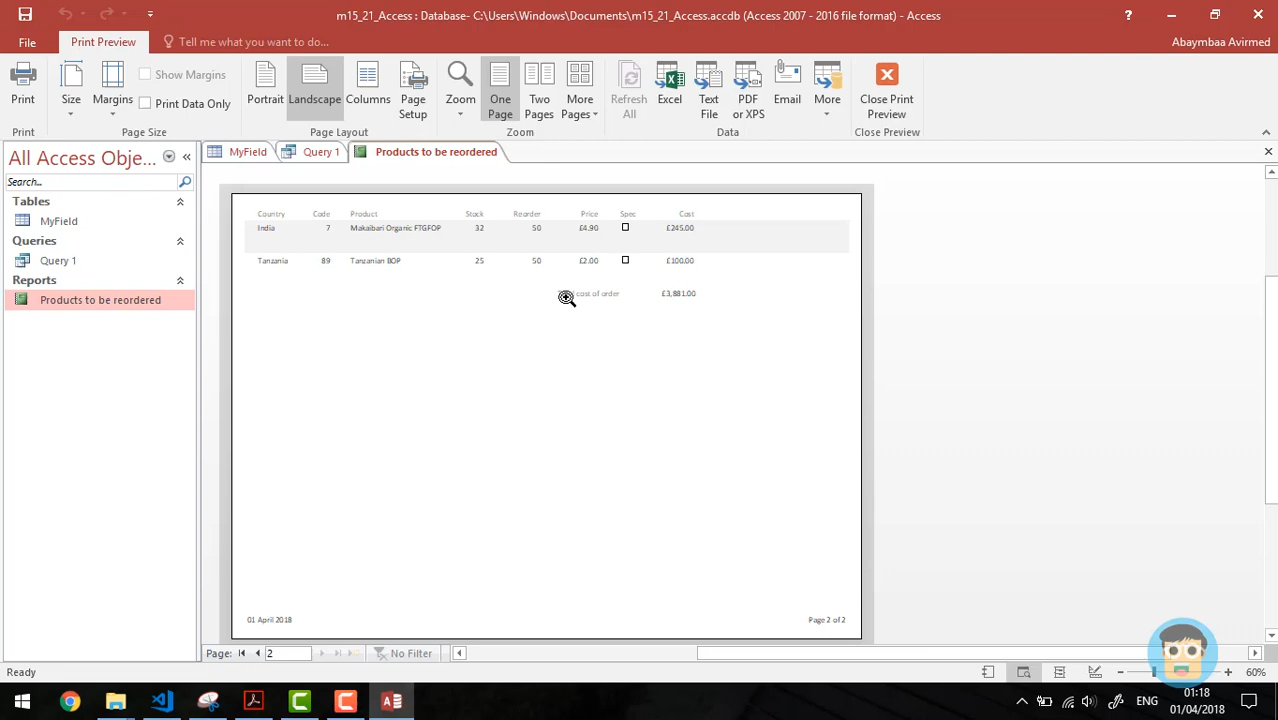 m15_21_Access : Database- C:\Users\Windows\Documents\m15_21_Access.accdb (Access 2007 - 2016 file format) - Access
?
File
Print Preview
Tell me what you want to do...
Abaymbaa Avirmed
Print
Size
Margins
Show Margins
Print Data Only
Portrait
Landscape
Columns
Page Setup
Zoom
One Page
Two Pages
More Pages
Refresh All
Excel
Text File
PDF or XPS
Email
More
Close Print Preview
Print
Page Size
Page Layout
Zoom
Data
Close Preview
All Access Obje...
MyField
Query 1
Products to be reordered
Search...
Tables
MyField
Queries
Query 1
Reports
Products to be reordered
Country Code Product Stock Reorder Price Spec Cost
India 7 Makaibari Organic FTGFOP 32 50 £4.90 £245.00
Tanzania 89 Tanzanian BOP 25 50 £2.00 £100.00
cost of order £3,881.00
01 April 2018 Page 2 of 2
Page: 2 No Filter
Ready
60%
ENG
01:18
01/04/2018